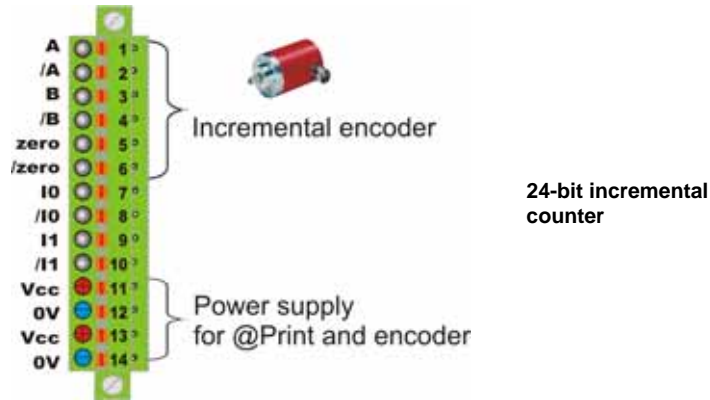 A 1
/A 2
B 3
/B 4
zero 5
/zero 6
I0 7
/I0 8
I1 9
/I1 10
Vcc 11
0V 12
Vcc 13
0V 14
Incremental encoder
Power supply
for @Print and encoder
24-bit incremental
counter